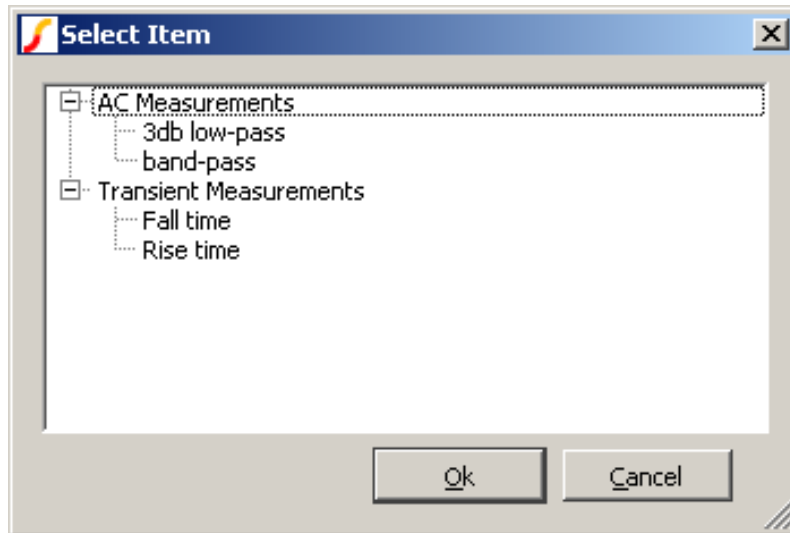 Select Item
AC Measurements
3db low-pass
band-pass
Transient Measurements
Fall time
Rise time
Ok Cancel